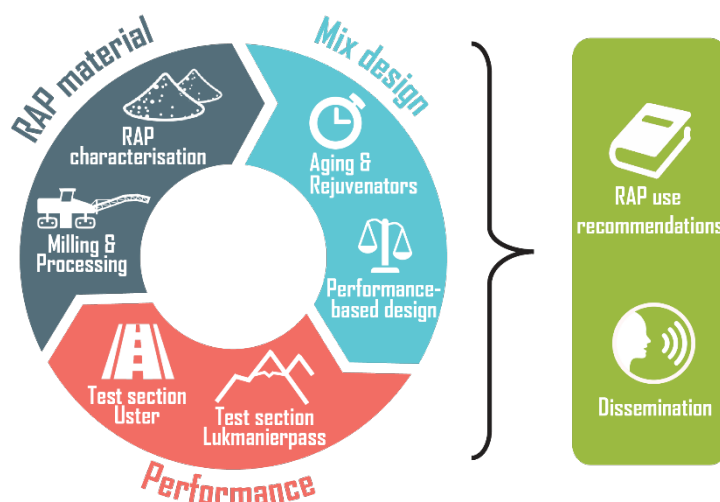 RAP material
RAP
characterisation
Milling &
Processing
Mix design
Aging &
Rejuvenators
Performance-
based design
Test section
Uster
Test section
Lukmanierpass
Performance
RAP use
recommendations
Dissemination